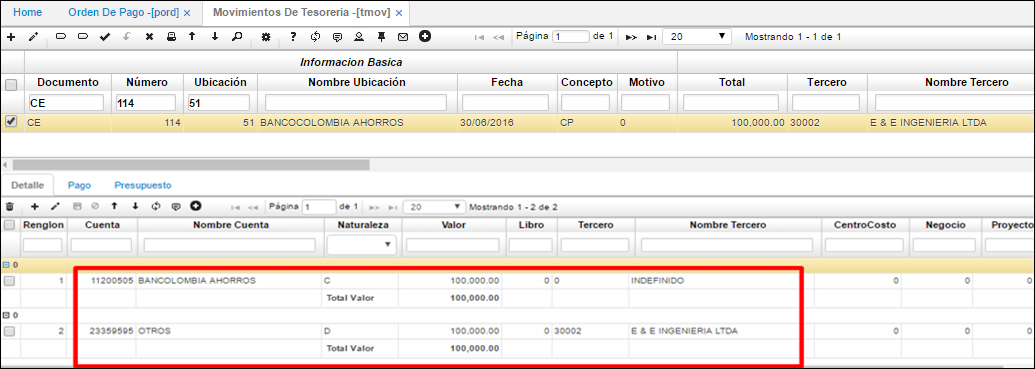 Home Orden De Pago -[pord] × Movimientos De Tesoreria -[tmov] ×
Página 1 de 1 20 Mostrando 1 - 1 de 1
Informacion Basica
Documento Número Ubicación Nombre Ubicación Fecha Concepto Motivo Total Tercero Nombre Tercero
CE 114 51
CE 114 51 BANCOCOLOMBIA AHORROS 30/06/2016 CP 0 100,000.00 30002 E & E INGENIERIA LTDA
Detalle Pago Presupuesto
Página 1 de 1 20 Mostrando 1 - 2 de 2
Renglon Cuenta Nombre Cuenta Naturaleza Valor Libro Tercero Nombre Tercero CentroCosto Negocio Proyecto
0
1 11200505 BANCOLOMBIA AHORROS C 100,000.00 0 0 INDEFINIDO 0 0 0
Total Valor 100,000.00
0
2 23359595 OTROS D 100,000.00 0 30002 E & E INGENIERIA LTDA 0 0 0
Total Valor 100,000.00